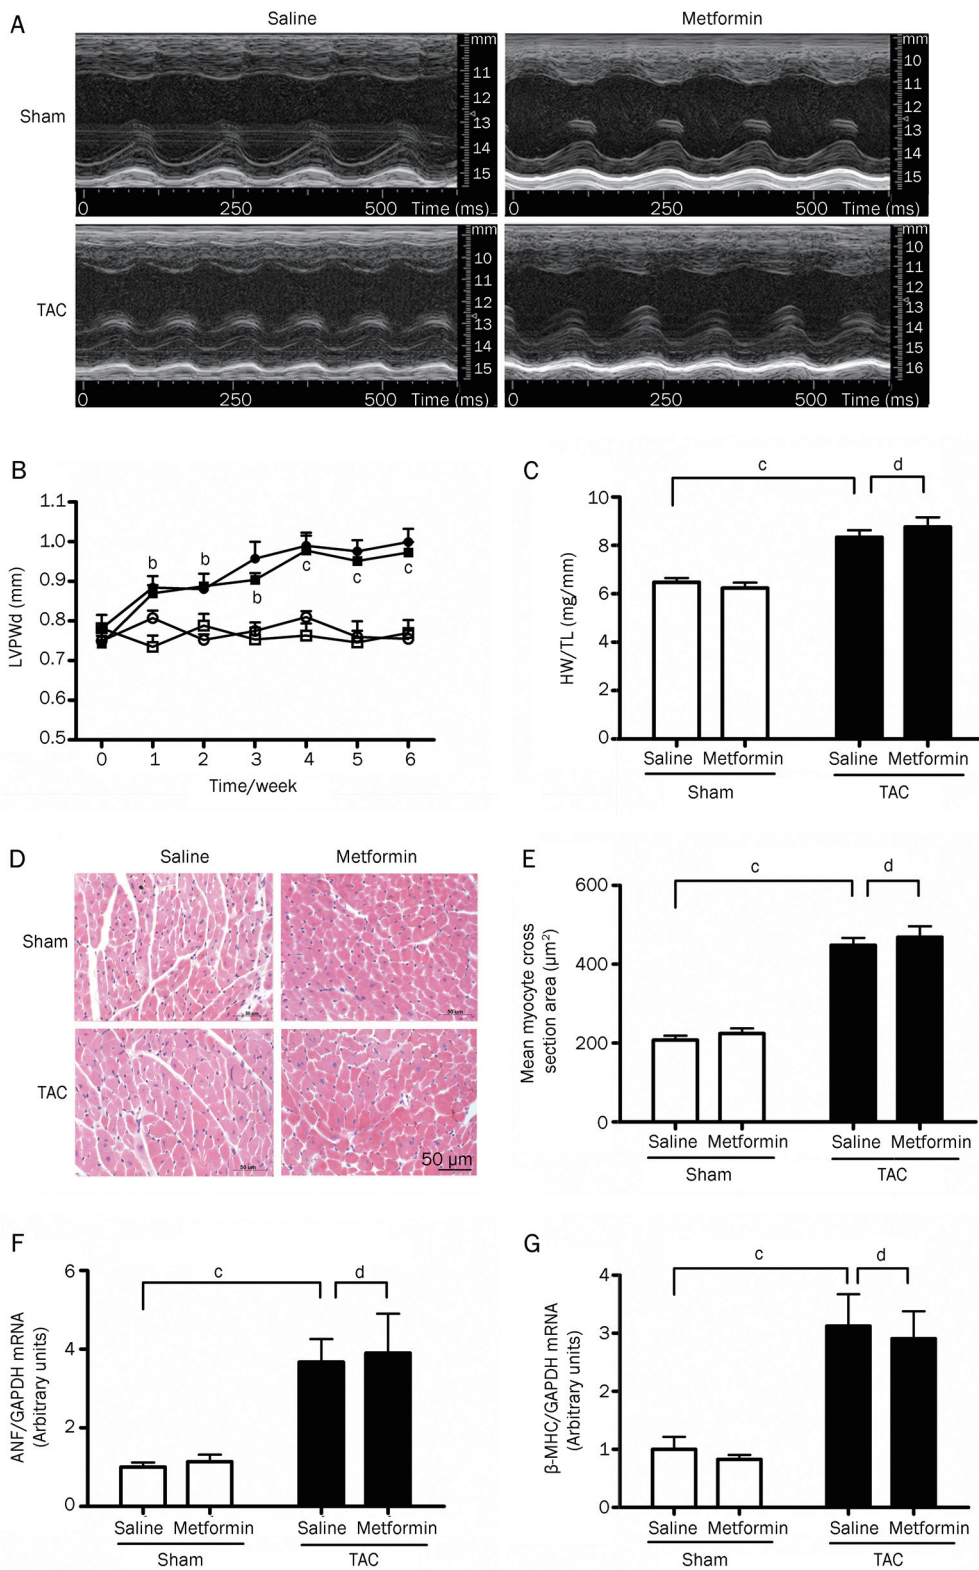 A
Saline
Metformin
Sham
mm
11
12
13
14
15
0
250
500
Time (ms)
mm
10
11
12
13
14
15
0
250
500
Time (ms)
TAC
mm
10
11
12
13
14
15
0
250
500
Time (ms)
mm
10
11
12
13
14
15
16
0
250
500
Time (ms)
B
1.1
1.0
0.9
0.8
0.7
0.6
0.5
LVPWd (mm)
b
b
b
c
c
c
0 1 2 3 4 5 6
Time/week
C
c
d
10
8
6
4
2
0
HW/TL (mg/mm)
Saline Metformin Saline Metformin
Sham TAC
D
Saline
Metformin
Sham
50 µm
50 µm
TAC
50 µm
50 µm
E
c
d
600
400
200
0
Mean myocyte cross
section area (µm²)
Saline Metformin Saline Metformin
Sham TAC
F
c
d
6
4
2
0
ANF/GAPDH mRNA
(Arbitrary units)
Saline Metformin Saline Metformin
Sham TAC
G
c
d
4
3
2
1
0
β-MHC/GAPDH mRNA
(Arbitrary units)
Saline Metformin Saline Metformin
Sham TAC